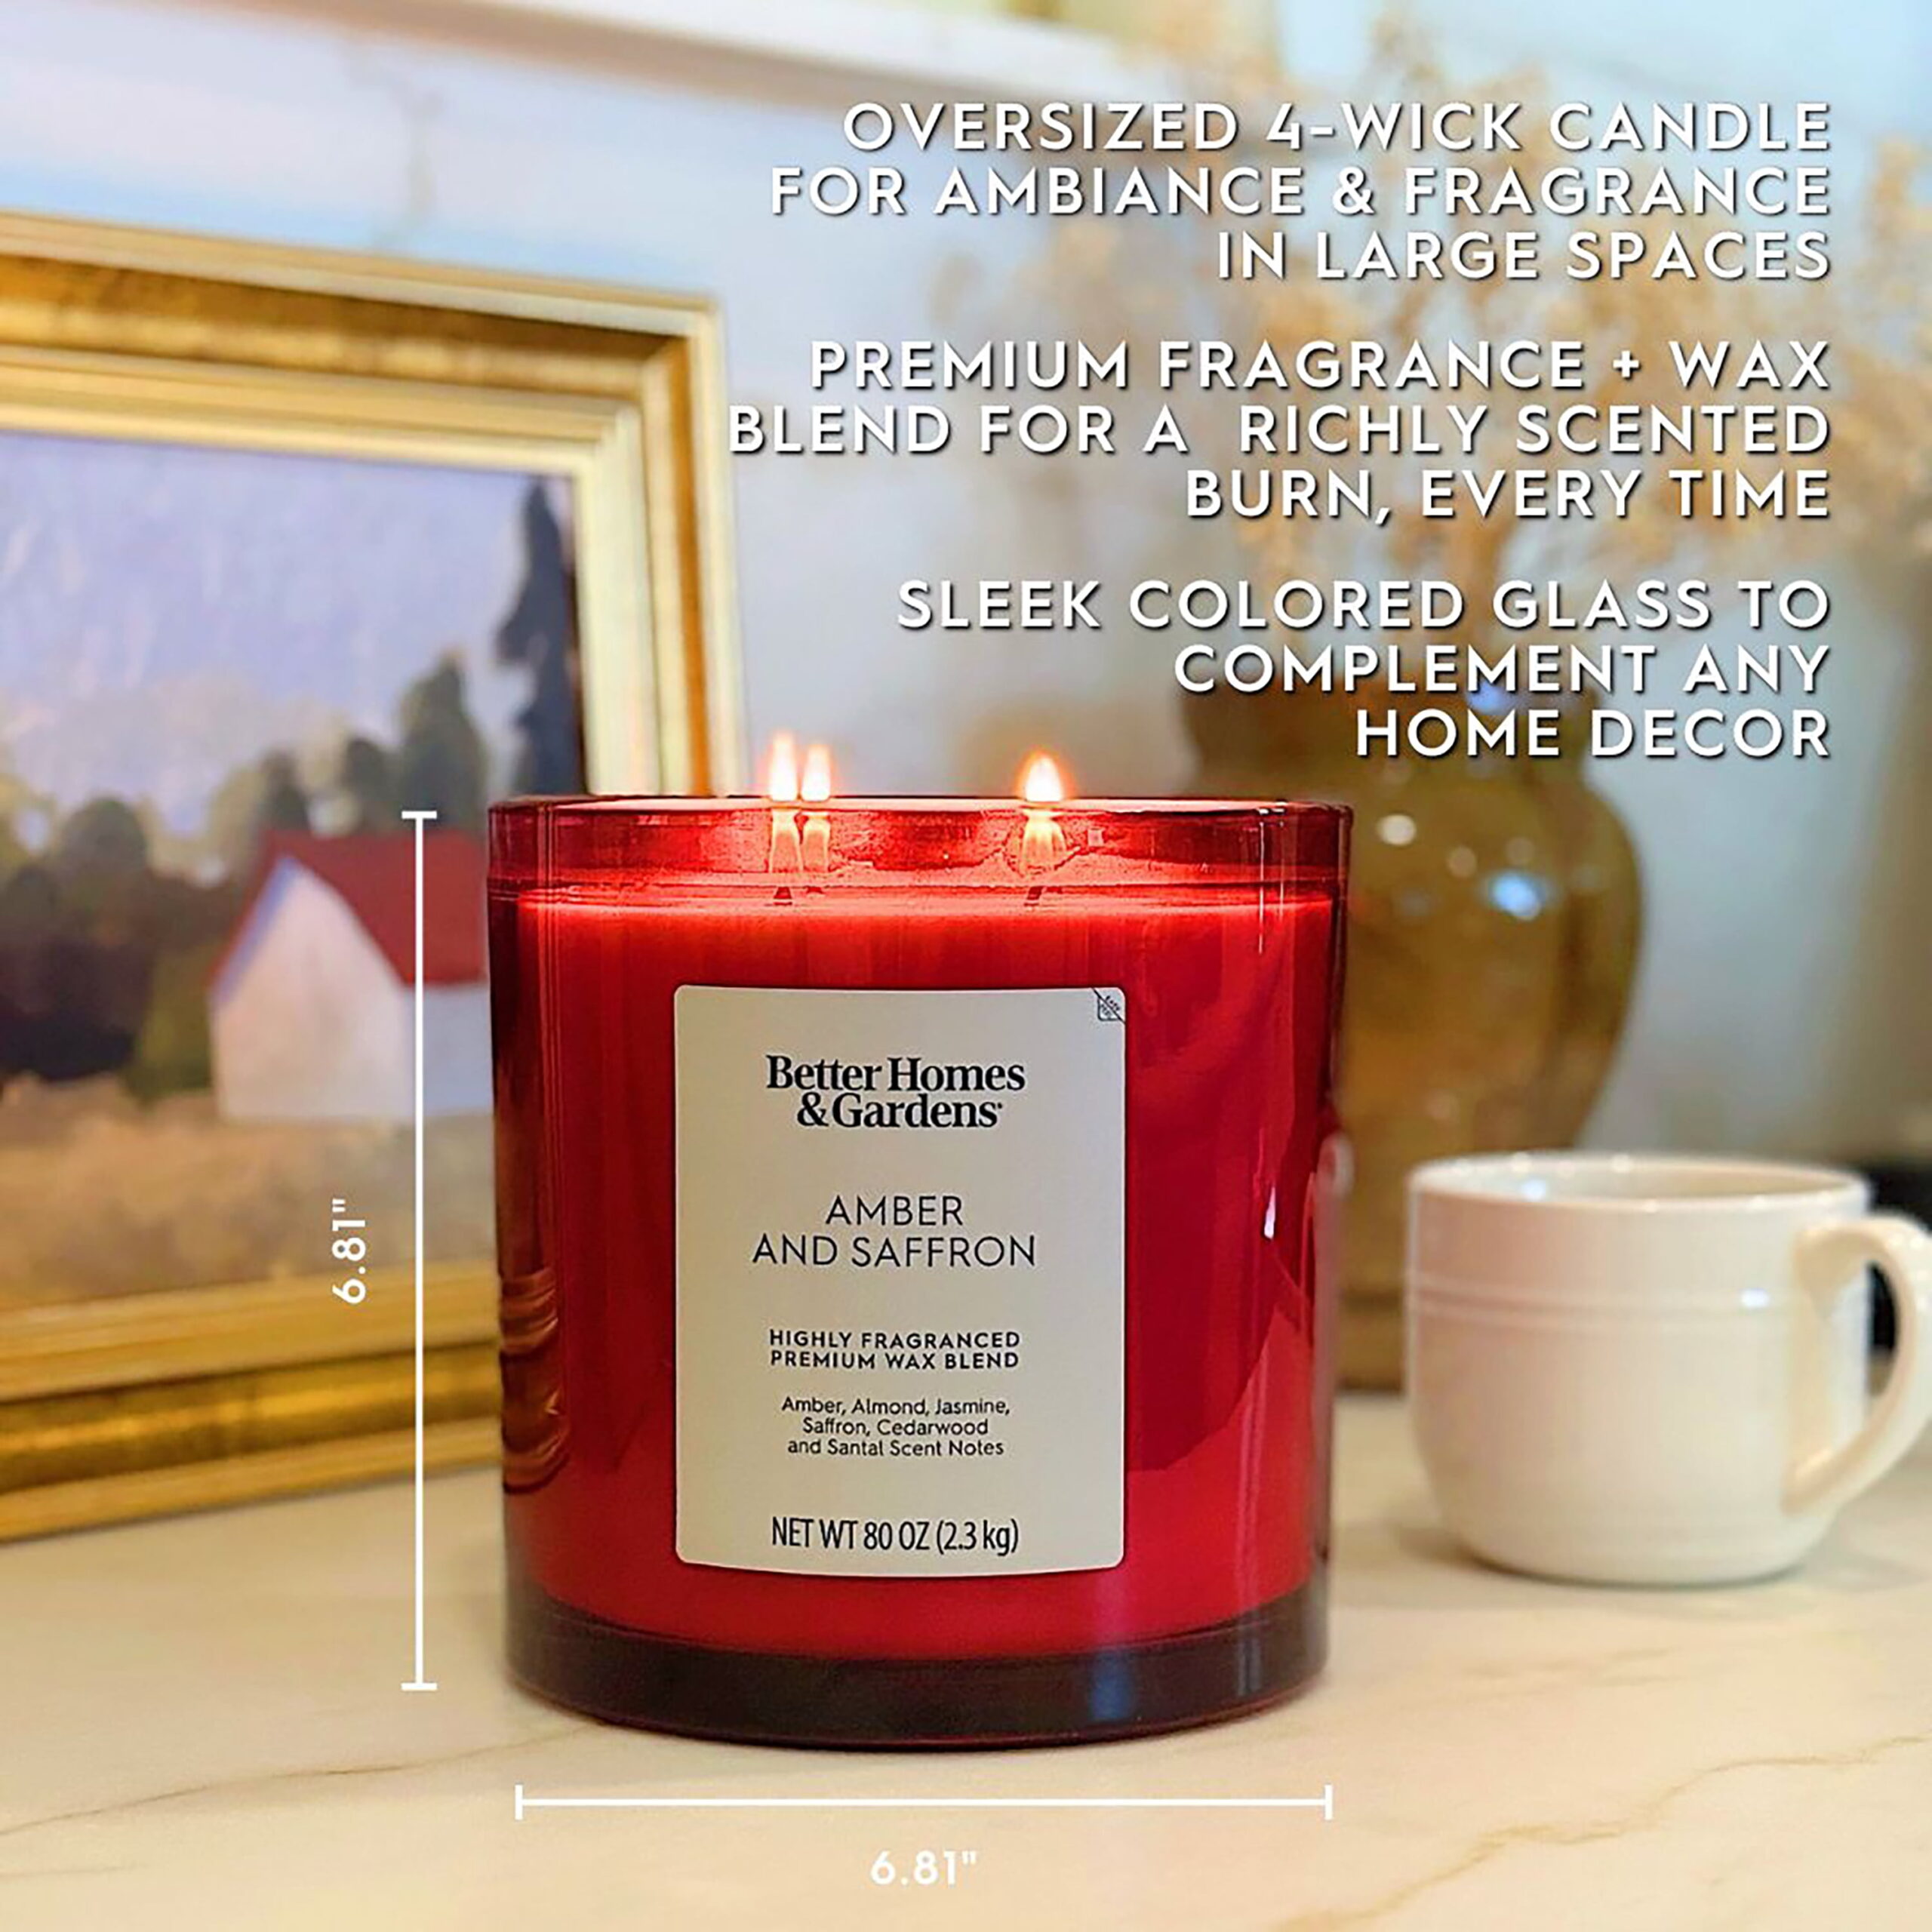 OVERSIZED 4-WICK CANDLE
FOR AMBIANCE & FRAGRANCE
IN LARGE SPACES
PREMIUM FRAGRANCE + WAX
BLEND FOR A RICHLY SCENTED
BURN, EVERY TIME
SLEEK COLORED GLASS TO
COMPLEMENT ANY
HOME DECOR
6.81"
Better Homes
& Gardens
AMBER
AND SAFFRON
HIGHLY FRAGRANCED
PREMIUM WAX BLEND
Amber, Almond, Jasmine,
Saffron, Cedarwood
and Santal Scent Notes
NET WT 80 OZ (2.3 kg)
6.81"